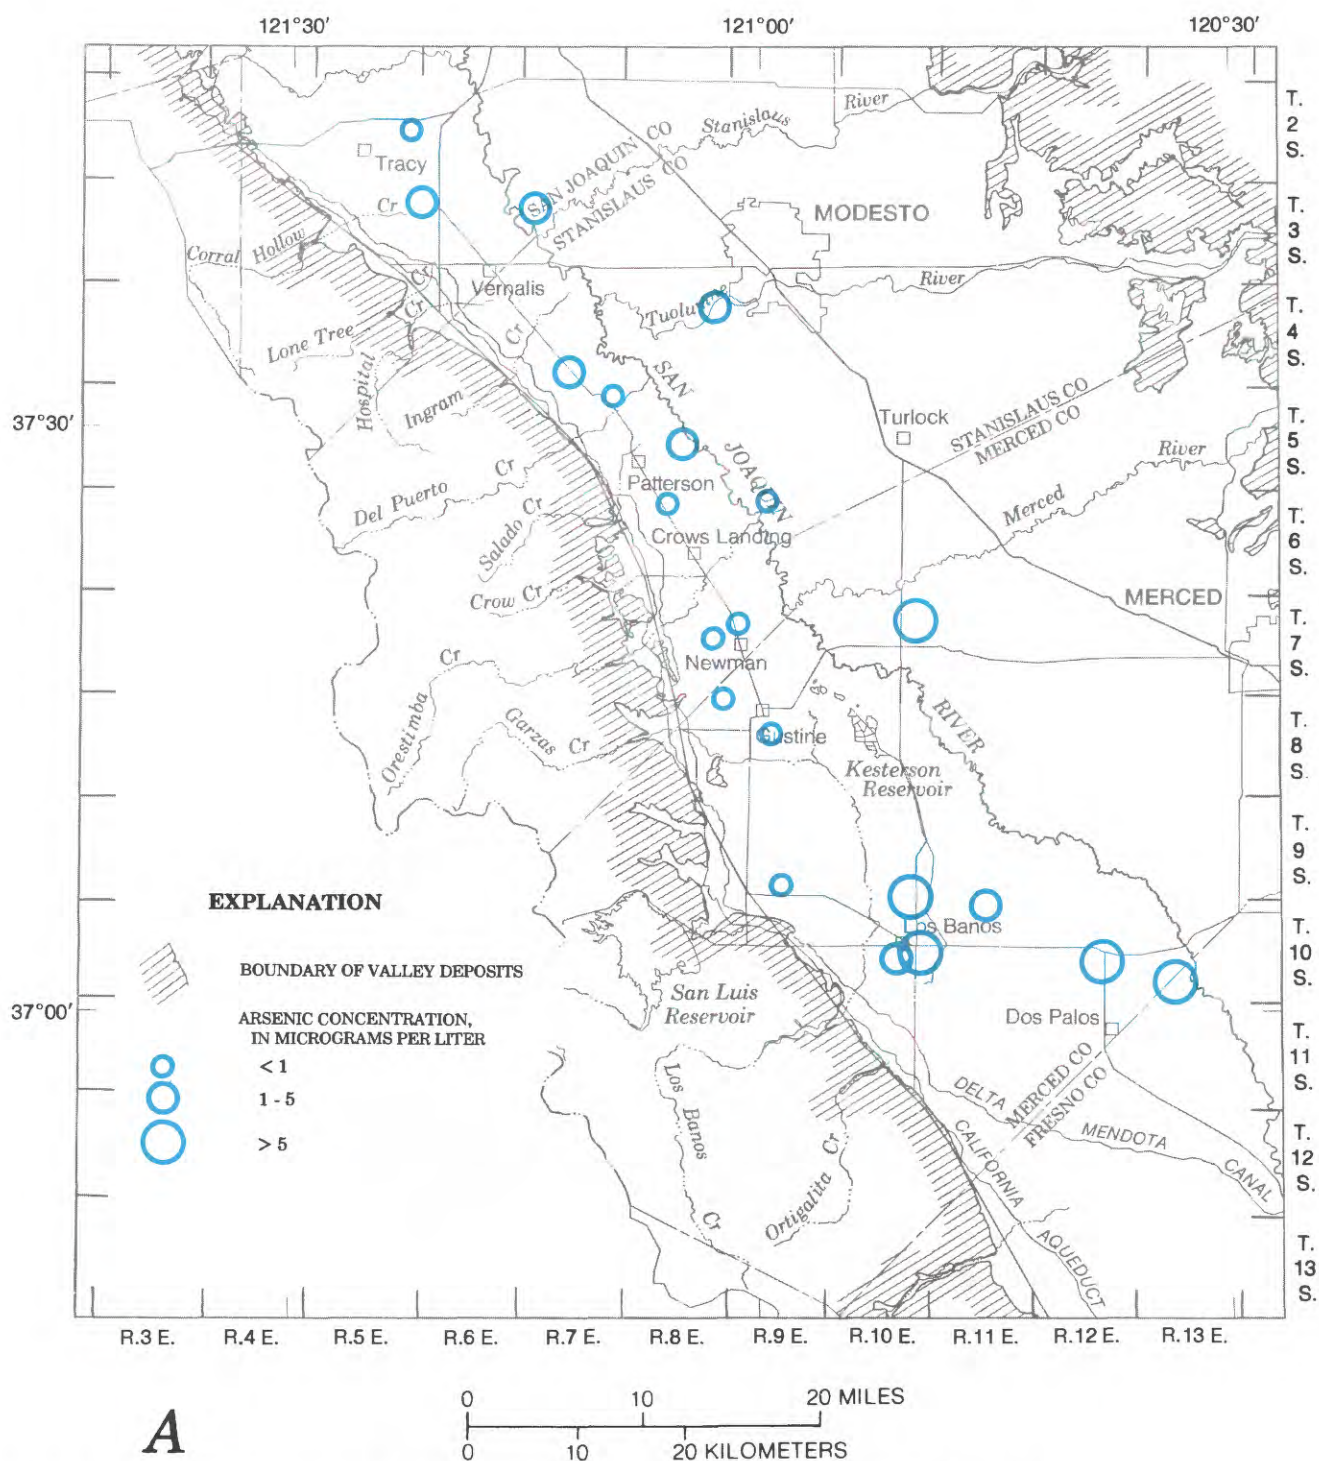 121°30′ 121°00′ 120°30′
T.
2
S.
T.
3
S.
T.
4
S.
T.
5
S.
T.
6
S.
T.
7
S.
T.
8
S.
T.
9
S.
T.
10
S.
T.
11
S.
T.
12
S.
T.
13
S.
37°30′
37°00′
Stanislaus River
SAN JOAQUIN CO
STANISLAUS CO
Tracy
MODESTO
Cr
Corral Hollow
Vernalis
Cr
Cr
Cr
Tuolumne River
Lone Tree
Hospital
Ingram
SAN JOAQUIN RIVER
Turlock
STANISLAUS CO
MERCED CO
Merced River
Patterson
Del Puerto Cr
Salado Cr
Crows Landing
Crow Cr
MERCED
Newman
Orestimba Cr
Garzas Cr
Gustine
Kesterson
Reservoir
Los Banos
San Luis
Reservoir
Dos Palos
MERCED CO
FRESNO CO
Los Banos Cr
Ortigalita Cr
DELTA MENDOTA CANAL
CALIFORNIA AQUEDUCT
EXPLANATION
BOUNDARY OF VALLEY DEPOSITS
ARSENIC CONCENTRATION,
IN MICROGRAMS PER LITER
< 1
1 - 5
> 5
R.3 E. R.4 E. R.5 E. R.6 E. R.7 E. R.8 E. R.9 E. R.10 E. R.11 E. R.12 E. R.13 E.
0 10 20 MILES
0 10 20 KILOMETERS
A